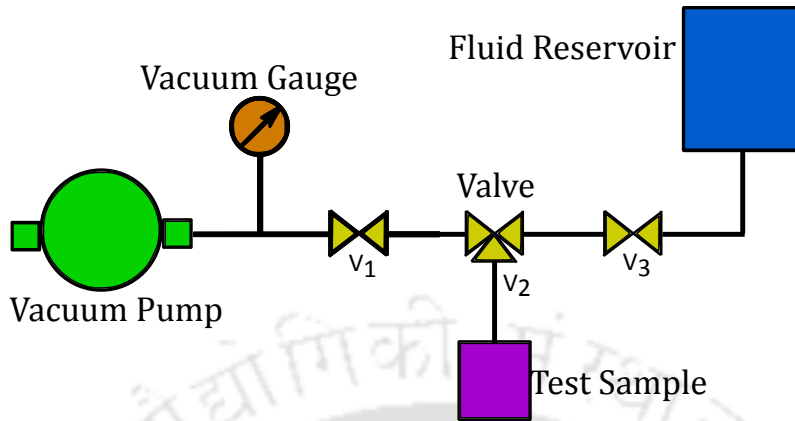 Fluid Reservoir
Vacuum Gauge
Valve
V1
V2
V3
Vacuum Pump
Test Sample